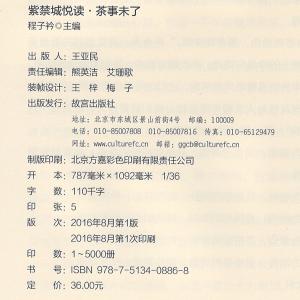 紫禁城悦读·茶事未了
程子衿◎主编
出 版 人：王亚民
责任编辑：熊英洁 艾珊歌
装帧设计：王 梓 梅 子
出版发行：故宫出版社
地址：北京市东城区景山前街4号 邮编：100009
电话：010-85007808 010-85007816 传真：010-65129479
网址：www.culturefc.cn 邮箱：ggcb@culturefc.cn
制版印刷：北京方嘉彩色印刷有限责任公司
开 本：787毫米×1092毫米 1/36
字 数：110千字
印 张：5
版 次：2016年8月第1版
2016年8月第1次印刷
印 数：1～5000册
书 号：ISBN 978-7-5134-0886-8
定 价：36.00元